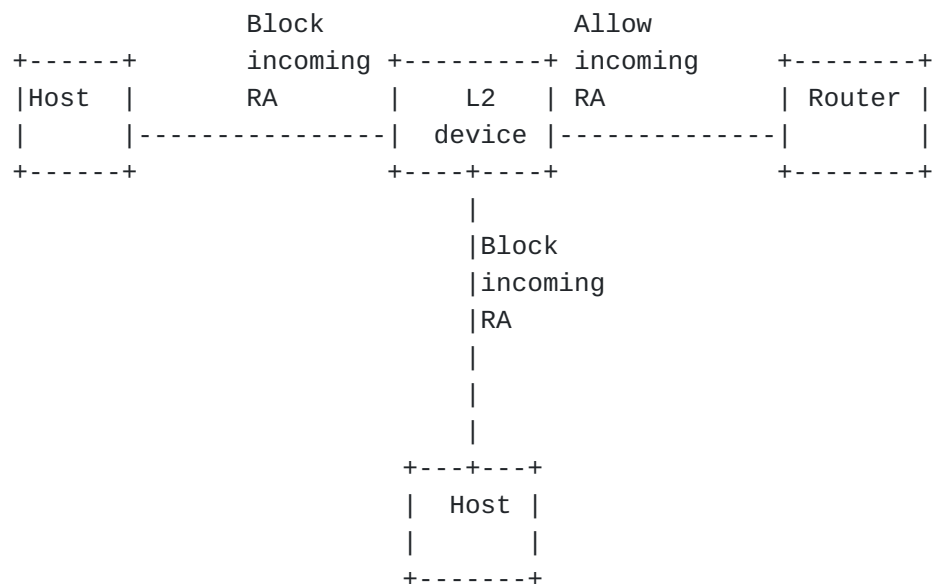 Block Allow
incoming incoming
Host RA L2 RA Router
device
Block
incoming
RA
Host